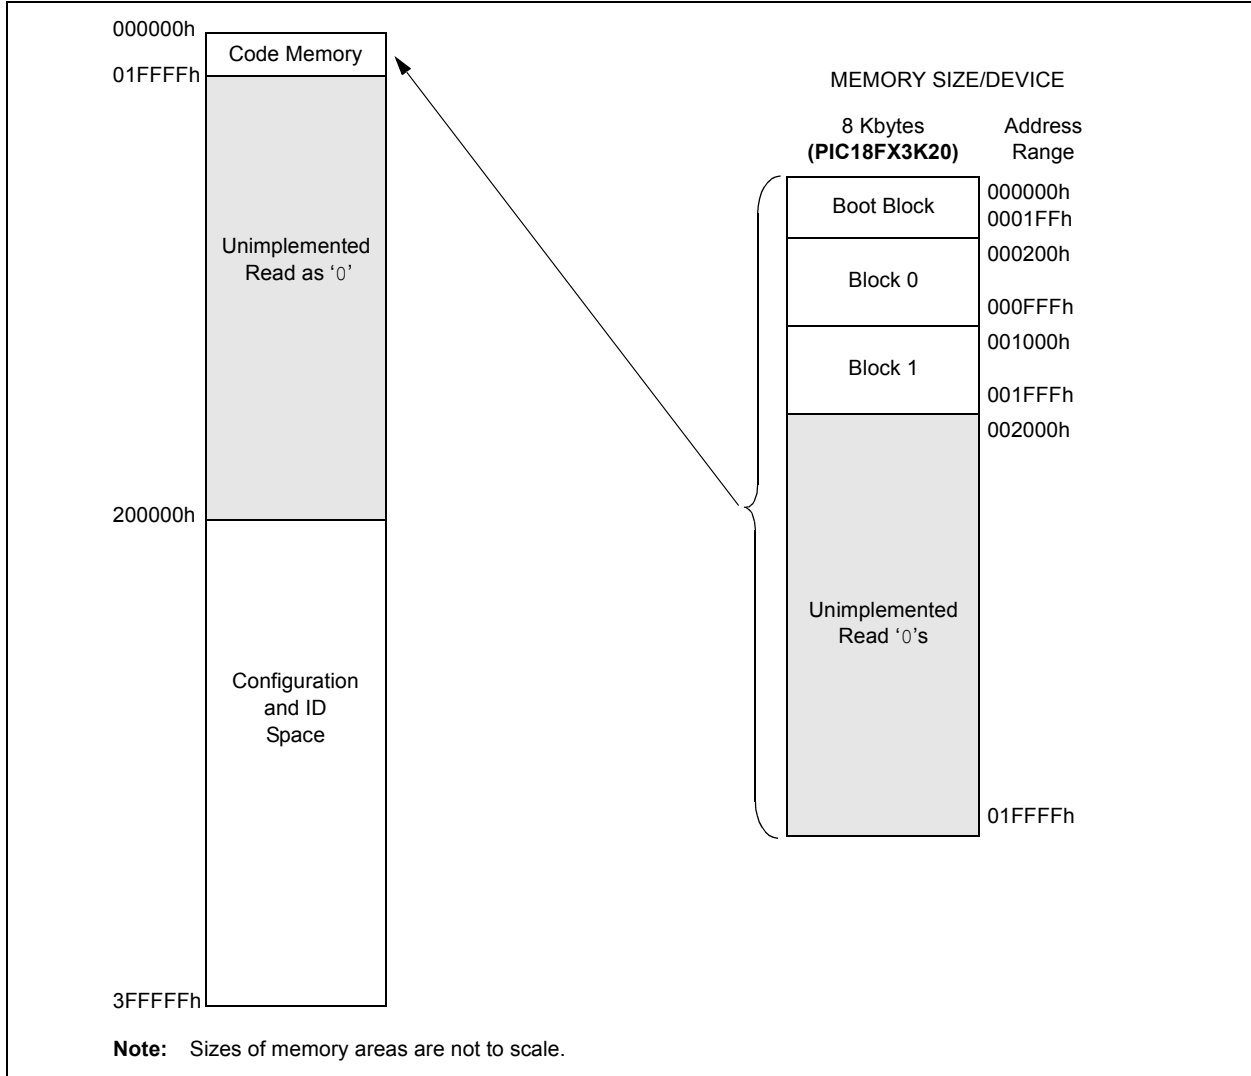 000000h
Code Memory
01FFFFh
Unimplemented
Read as ‘0’
200000h
Configuration
and ID
Space
3FFFFFh
MEMORY SIZE/DEVICE
8 Kbytes
(PIC18FX3K20)
Address
Range
Boot Block
000000h
0001FFh
Block 0
000200h
000FFFh
Block 1
001000h
001FFFh
002000h
Unimplemented
Read ‘0’s
01FFFFh
Note: Sizes of memory areas are not to scale.